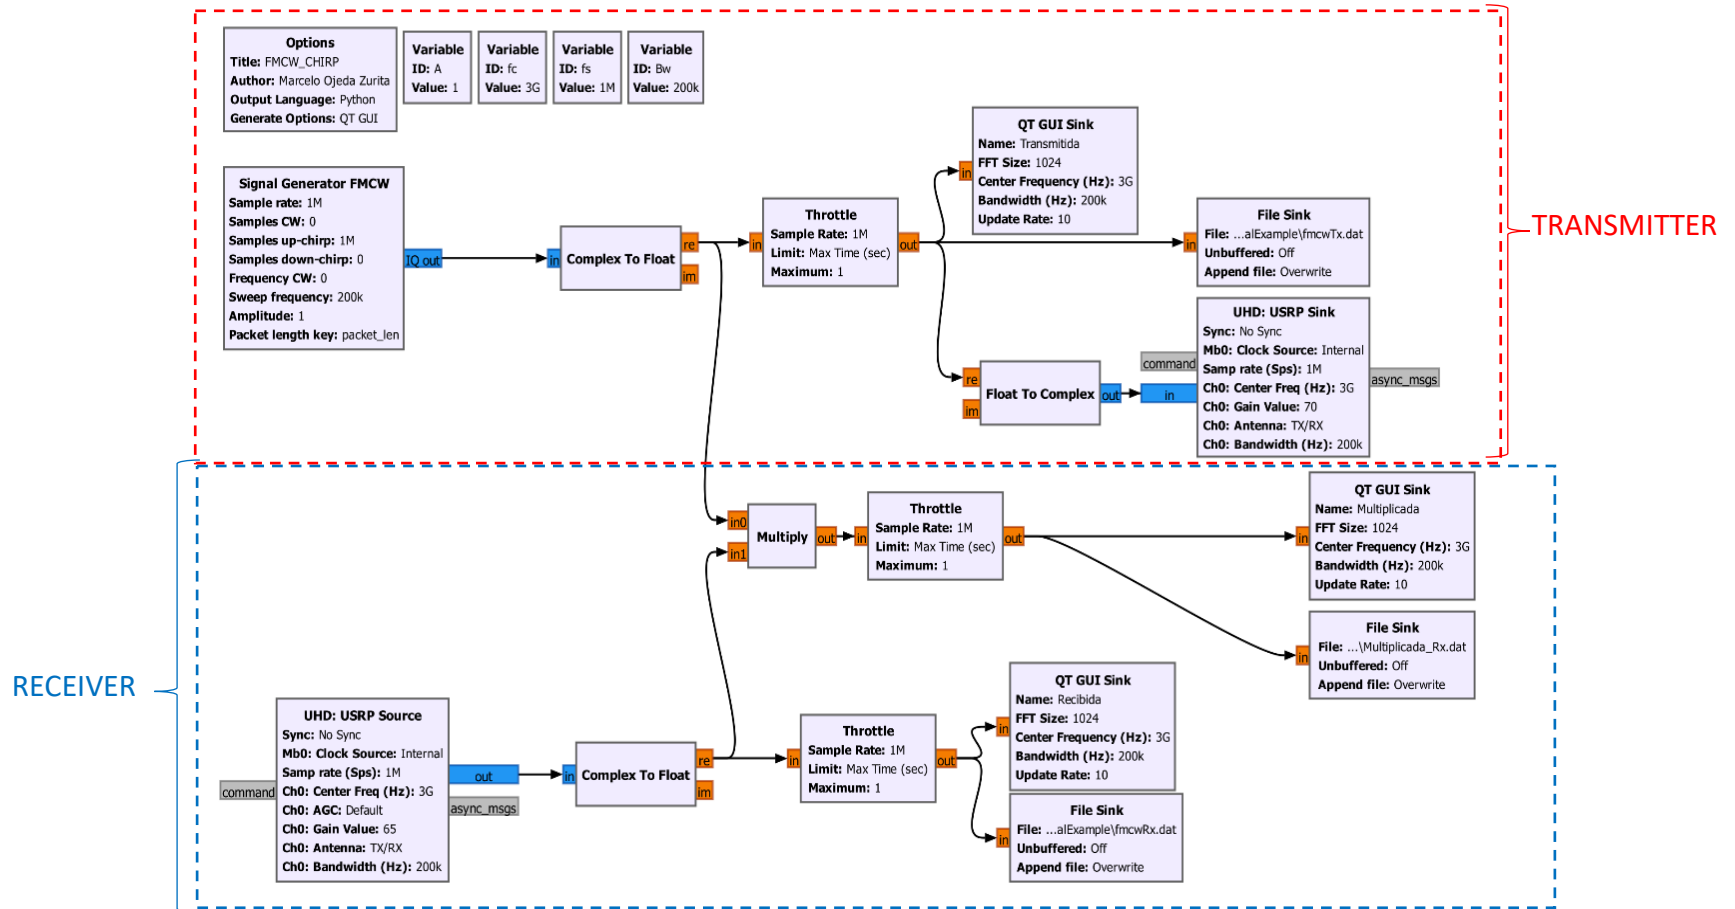 Options
Title: FMCW_CHIRP
Author: Marcelo Ojeda Zurita
Output Language: Python
Generate Options: QT GUI
Variable
ID: A
Value: 1
Variable
ID: fc
Value: 3G
Variable
ID: fs
Value: 1M
Variable
ID: Bw
Value: 200k
Signal Generator FMCW
Sample rate: 1M
Samples CW: 0
Samples up-chirp: 1M
Samples down-chirp: 0
Frequency CW: 0
Sweep frequency: 200k
Amplitude: 1
Packet length key: packet_len
IQ out
in
Complex To Float
re
im
in
Throttle
Sample Rate: 1M
Limit: Max Time (sec)
Maximum: 1
out
in
QT GUI Sink
Name: Transmitida
FFT Size: 1024
Center Frequency (Hz): 3G
Bandwidth (Hz): 200k
Update Rate: 10
in
File Sink
File: ...alExample\fmcwTx.dat
Unbuffered: Off
Append file: Overwrite
TRANSMITTER
re
im
Float To Complex
out
command
in
UHD: USRP Sink
Sync: No Sync
Mb0: Clock Source: Internal
Samp rate (Sps): 1M
Ch0: Center Freq (Hz): 3G
Ch0: Gain Value: 70
Ch0: Antenna: TX/RX
Ch0: Bandwidth (Hz): 200k
async_msgs
RECEIVER
in0
in1
Multiply
out
in
Throttle
Sample Rate: 1M
Limit: Max Time (sec)
Maximum: 1
out
in
QT GUI Sink
Name: Multiplicada
FFT Size: 1024
Center Frequency (Hz): 3G
Bandwidth (Hz): 200k
Update Rate: 10
in
File Sink
File: ...\Multiplicada_Rx.dat
Unbuffered: Off
Append file: Overwrite
command
UHD: USRP Source
Sync: No Sync
Mb0: Clock Source: Internal
Samp rate (Sps): 1M
Ch0: Center Freq (Hz): 3G
Ch0: AGC: Default
Ch0: Gain Value: 65
Ch0: Antenna: TX/RX
Ch0: Bandwidth (Hz): 200k
out
async_msgs
in
Complex To Float
re
im
in
Throttle
Sample Rate: 1M
Limit: Max Time (sec)
Maximum: 1
out
in
QT GUI Sink
Name: Recibida
FFT Size: 1024
Center Frequency (Hz): 3G
Bandwidth (Hz): 200k
Update Rate: 10
in
File Sink
File: ...alExample\fmcwRx.dat
Unbuffered: Off
Append file: Overwrite